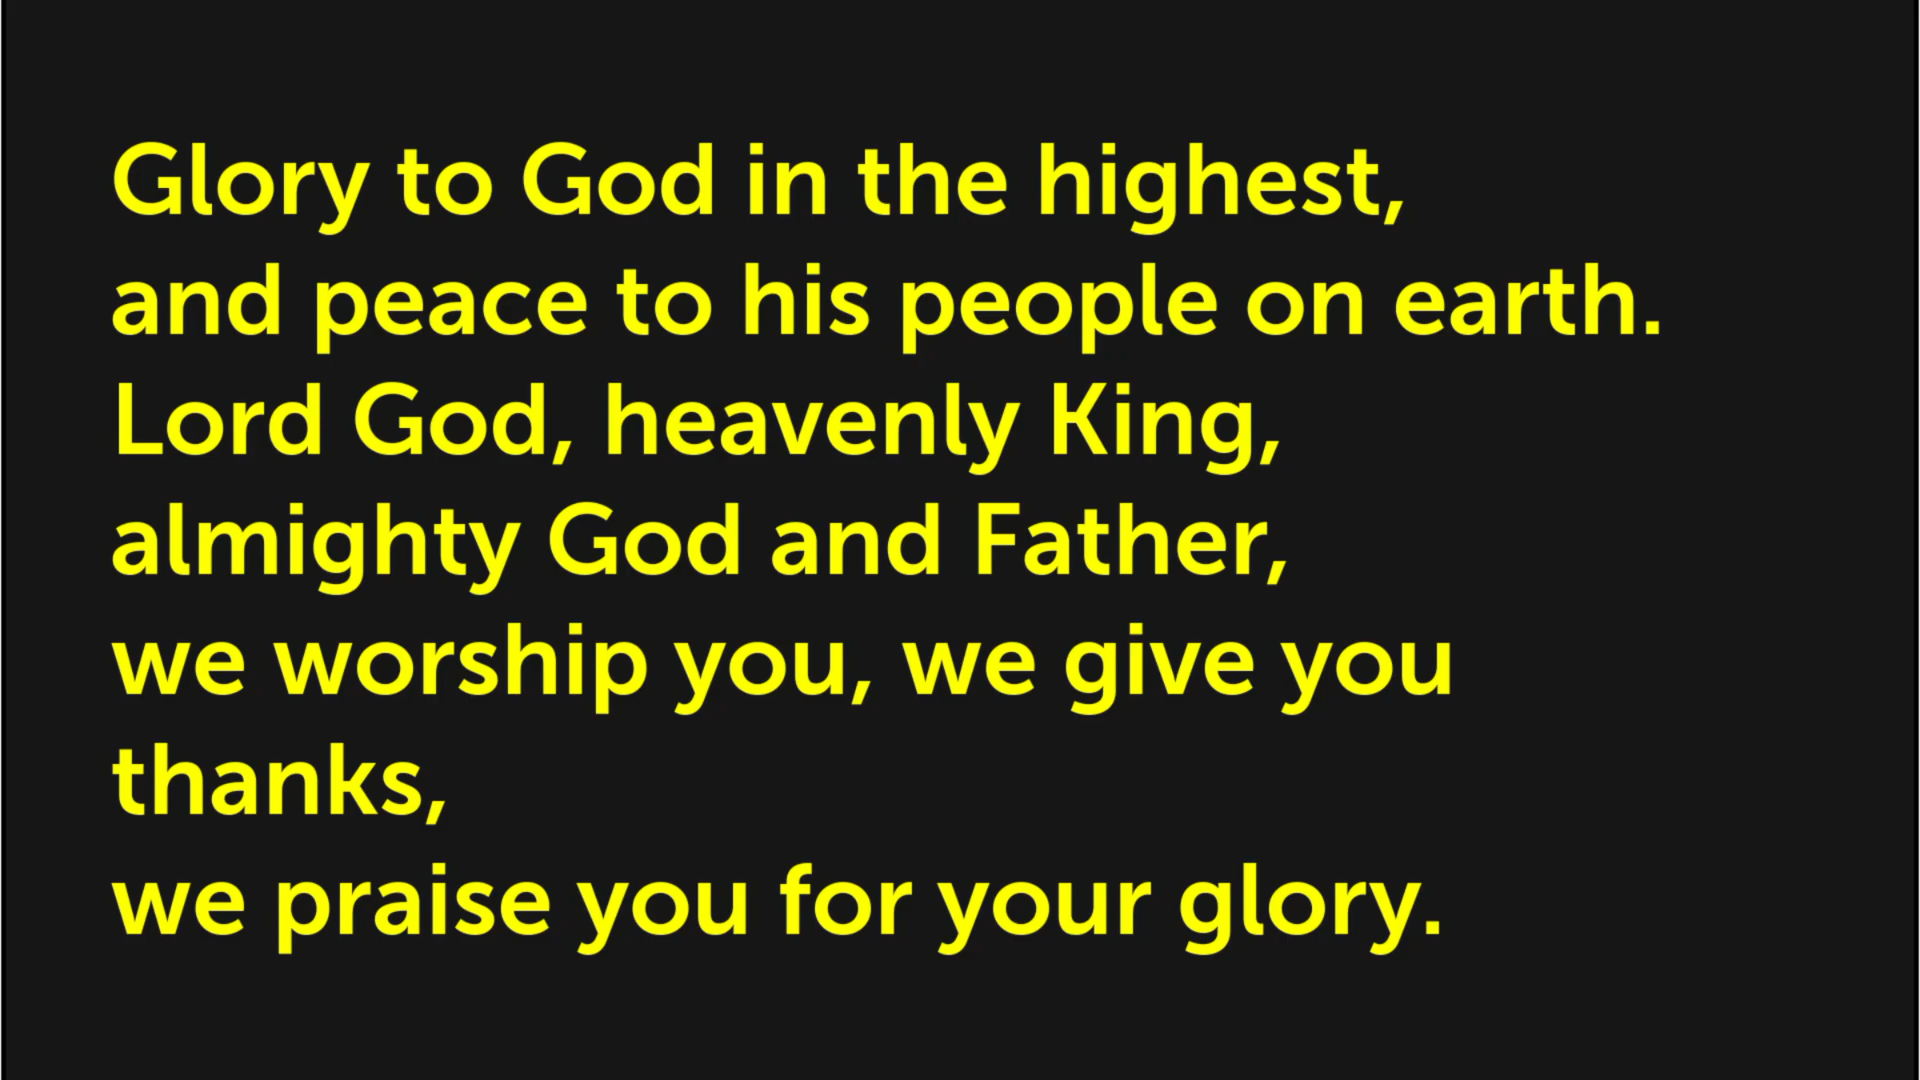 Glory to God in the highest,
and peace to his people on earth.
Lord God, heavenly King,
almighty God and Father,
we worship you, we give you
thanks,
we praise you for your glory.